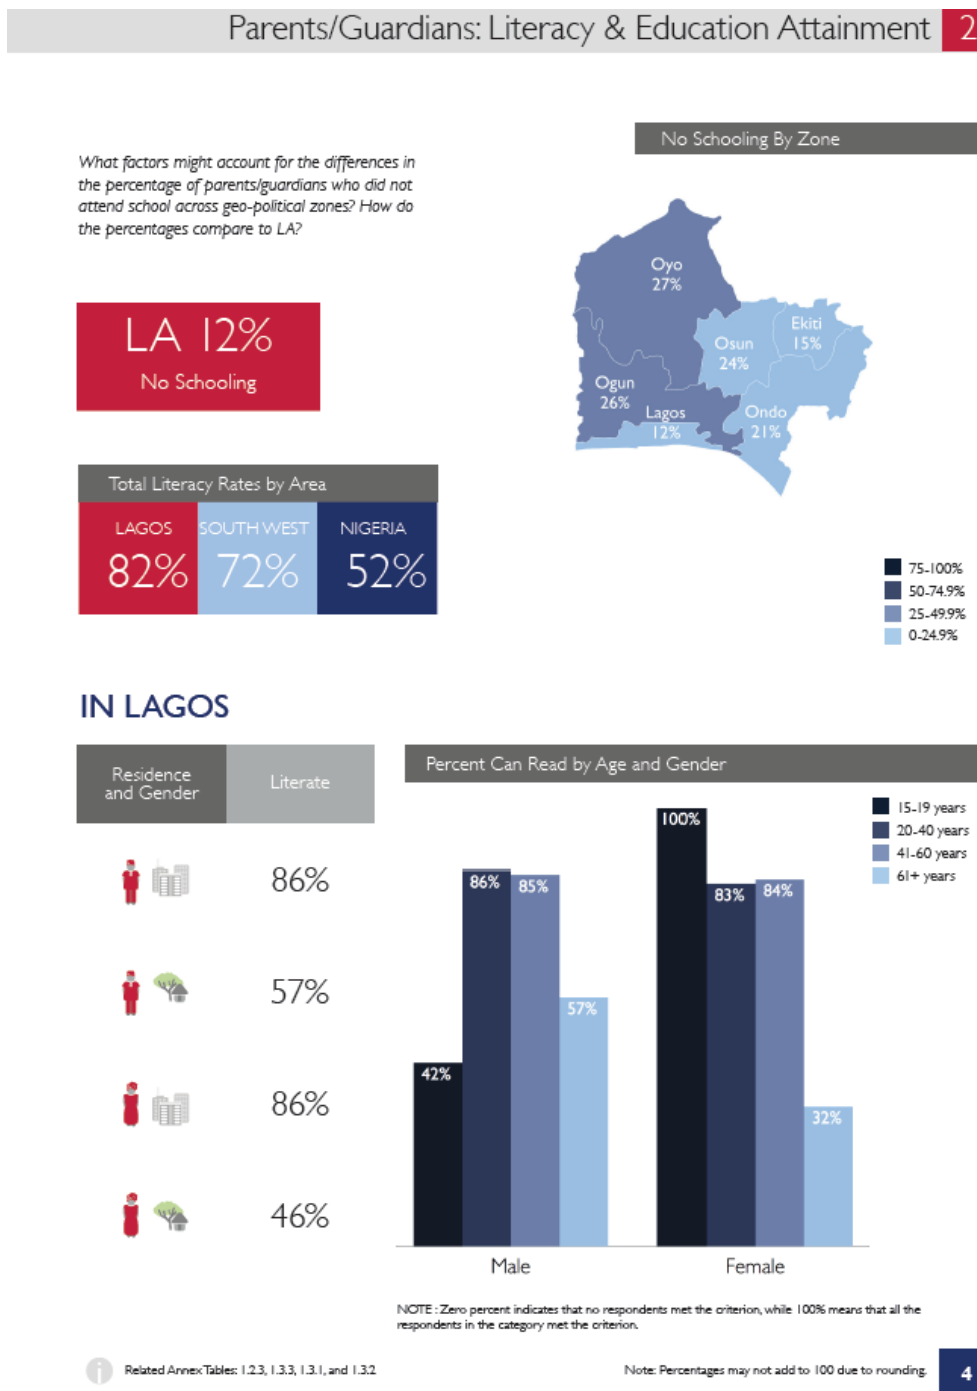 Parents/Guardians: Literacy & Education Attainment 2
What factors might account for the differences in
the percentage of parents/guardians who did not
attend school across geo-political zones? How do
the percentages compare to LA?
LA 12%
No Schooling
No Schooling By Zone
Oyo
27%
Ekiti
15%
Osun
24%
Ogun
26%
Lagos
12%
Ondo
21%
75-100%
50-74.9%
25-49.9%
0-24.9%
Total Literacy Rates by Area
LAGOS SOUTH WEST NIGERIA
82% 72% 52%
IN LAGOS
Residence
and Gender
Literate
86%
57%
86%
46%
Percent Can Read by Age and Gender
15-19 years
20-40 years
41-60 years
61+ years
42% 86% 85% 57%
100% 83% 84% 32%
Male Female
NOTE : Zero percent indicates that no respondents met the criterion, while 100% means that all the
respondents in the category met the criterion.
i Related Annex Tables: 1.2.3, 1.3.3, 1.3.1, and 1.3.2
Note: Percentages may not add to 100 due to rounding. 4